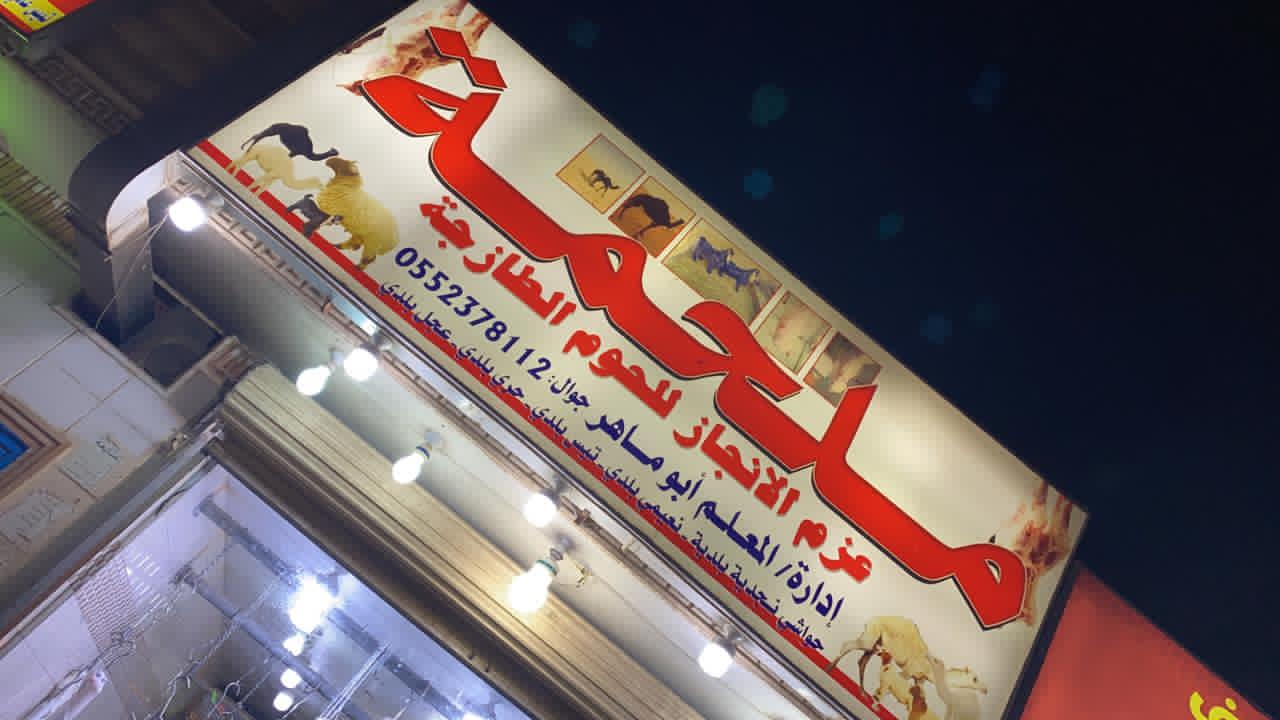 ملحمة
عزم الانجاز للحوم الطازجة
إدارة/ المعلم أبو ماهر جوال: 0552378112
حواشي نجدية بلدية - نعيمي بلدي - تيس بلدي - حري بلدي - عجل بلدي